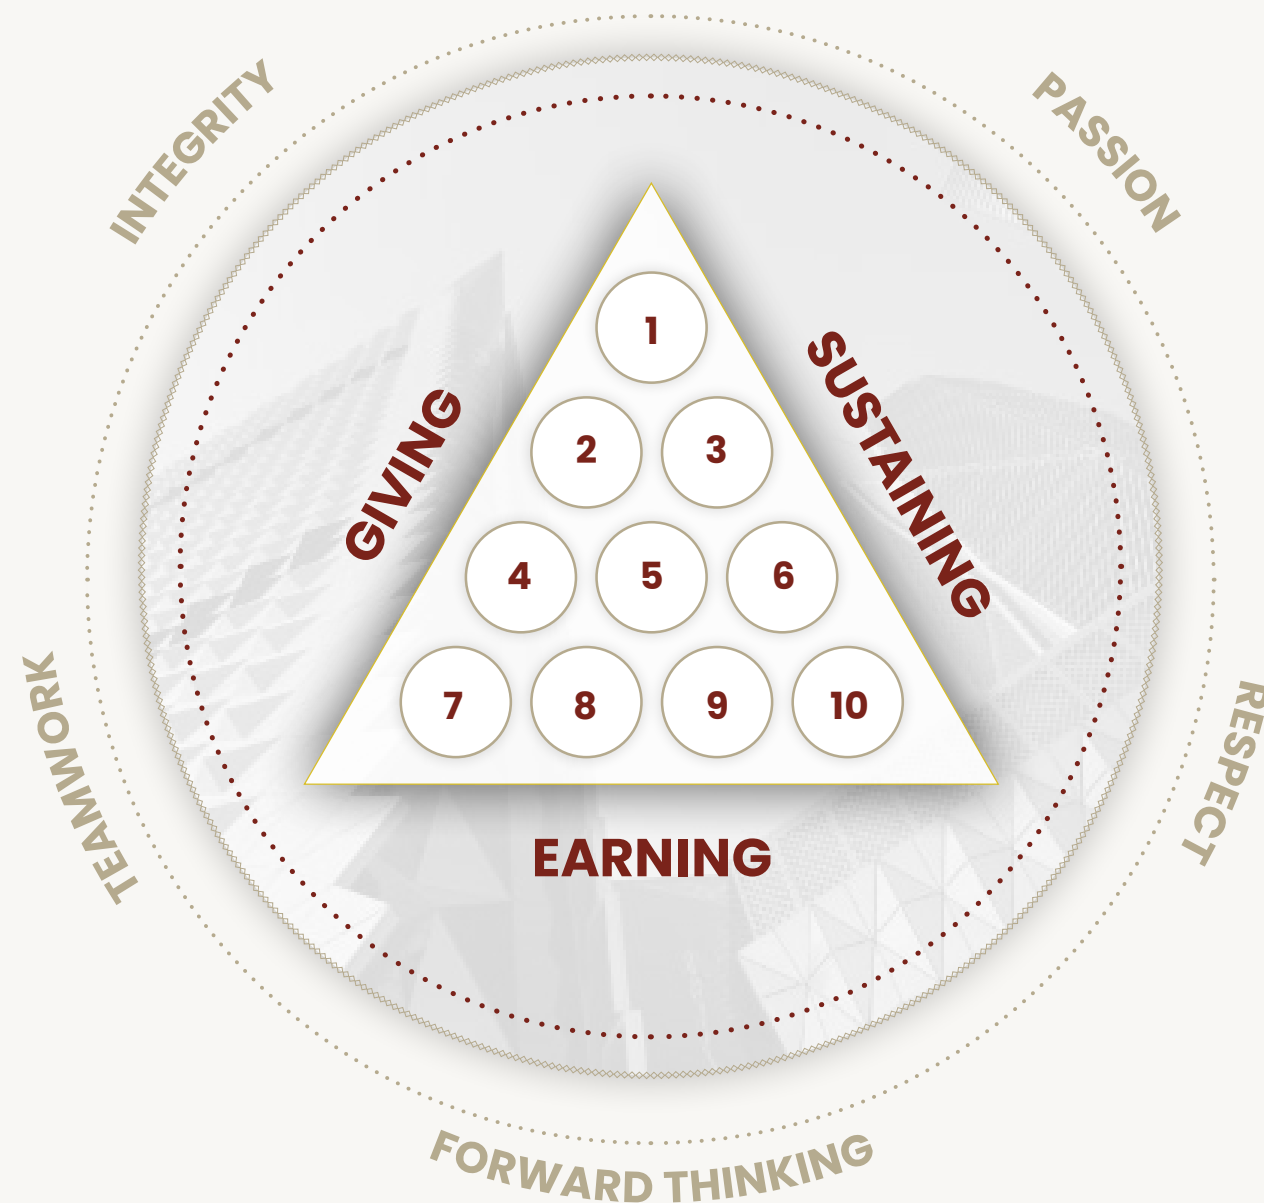 INTEGRITY
PASSION
GIVING
SUSTAINING
1
2 3
4 5 6
7 8 9 10
EARNING
TEAMWORK
RESPECT
FORWARD THINKING